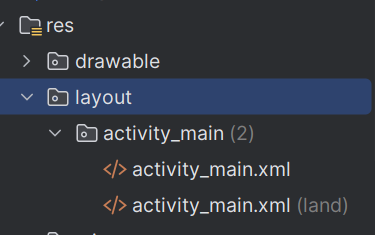 res
drawable
layout
activity_main (2)
activity_main.xml
activity_main.xml (land)